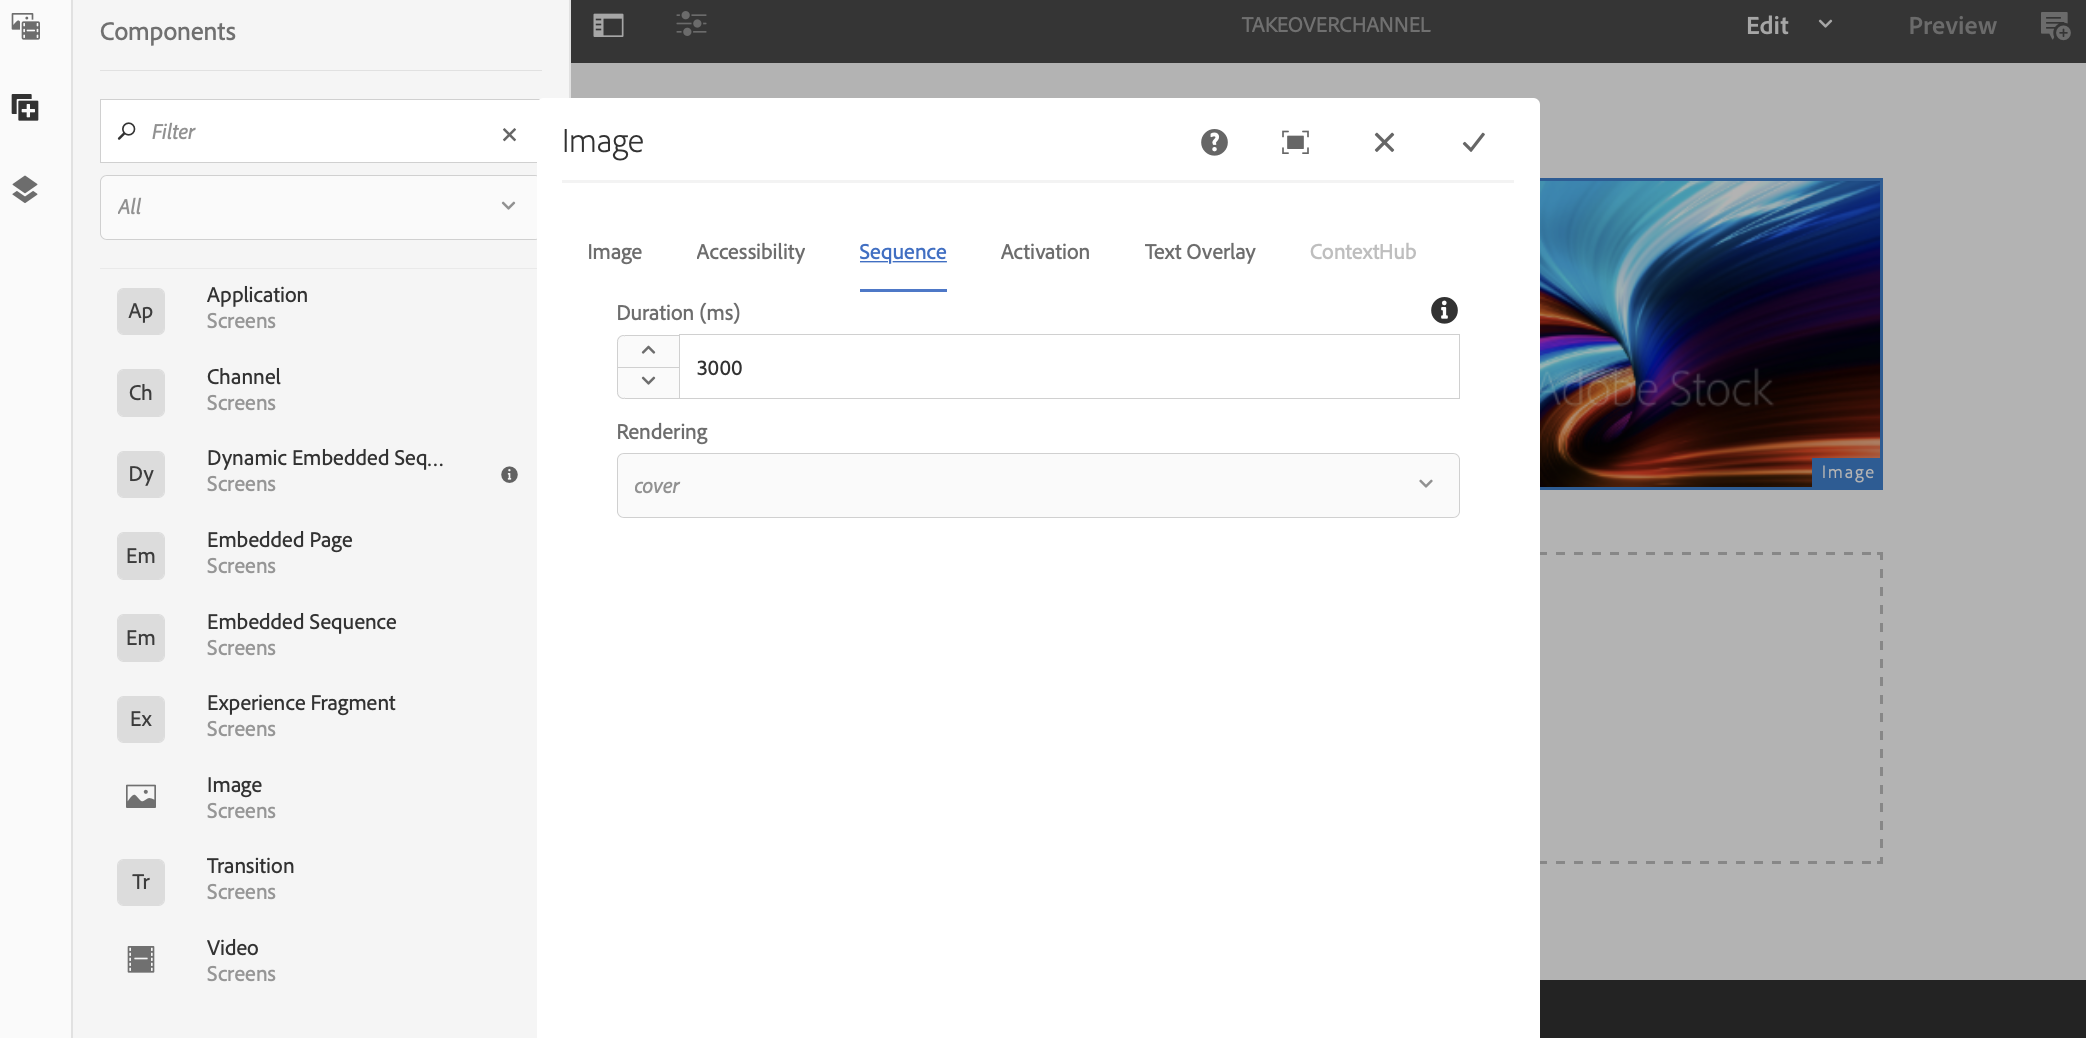 Components
TAKEOVERCHANNEL
Edit
Preview
Filter
All
Ap
Application
Screens
Ch
Channel
Screens
Dy
Dynamic Embedded Seq...
Screens
Em
Embedded Page
Screens
Em
Embedded Sequence
Screens
Ex
Experience Fragment
Screens
Image
Screens
Tr
Transition
Screens
Video
Screens
Image
Image
Accessibility
Sequence
Activation
Text Overlay
ContextHub
Duration (ms)
3000
Rendering
cover
Adobe Stock
Image